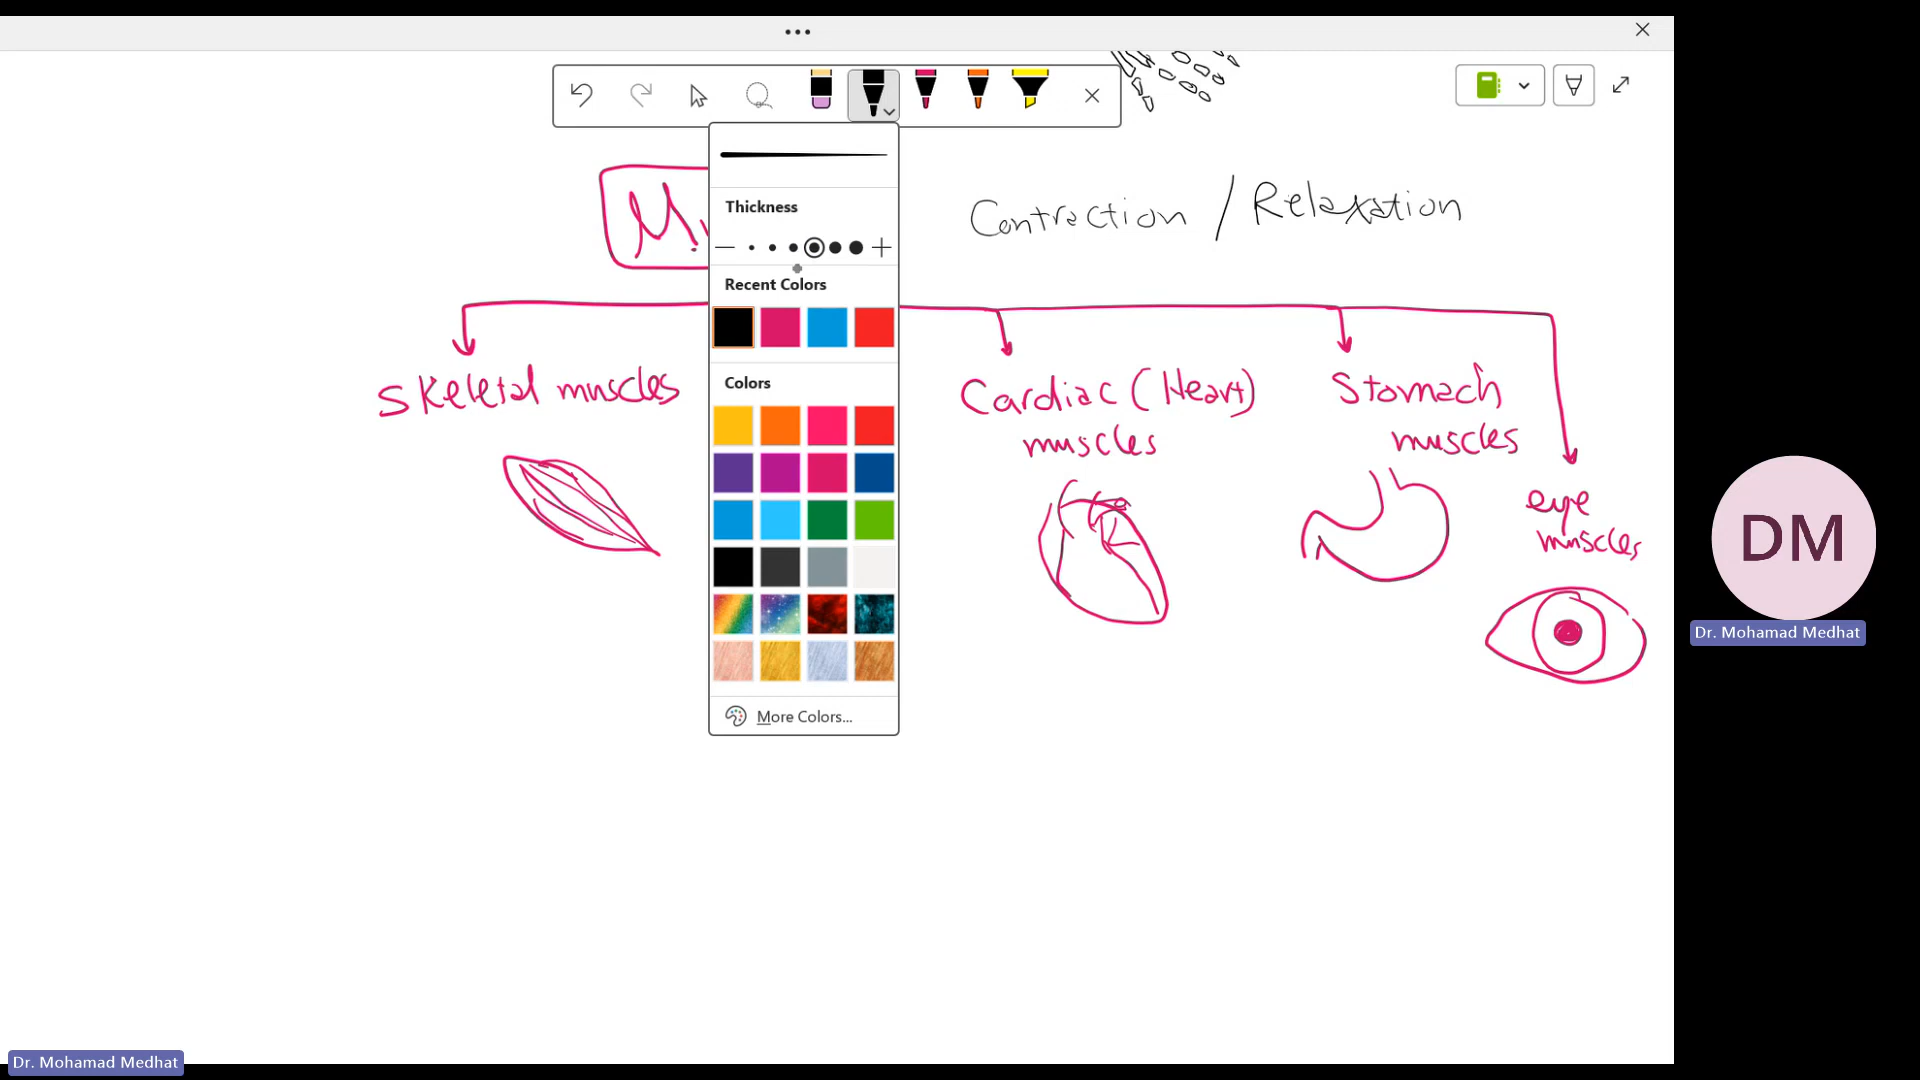 Contraction / Relaxation
Thickness
Recent Colors
Colors
More Colors...
Skeletal muscles
Cardiac (Heart)
muscles
Stomach
muscles
eye
muscles
DM
Dr. Mohamad Medhat
Dr. Mohamad Medhat